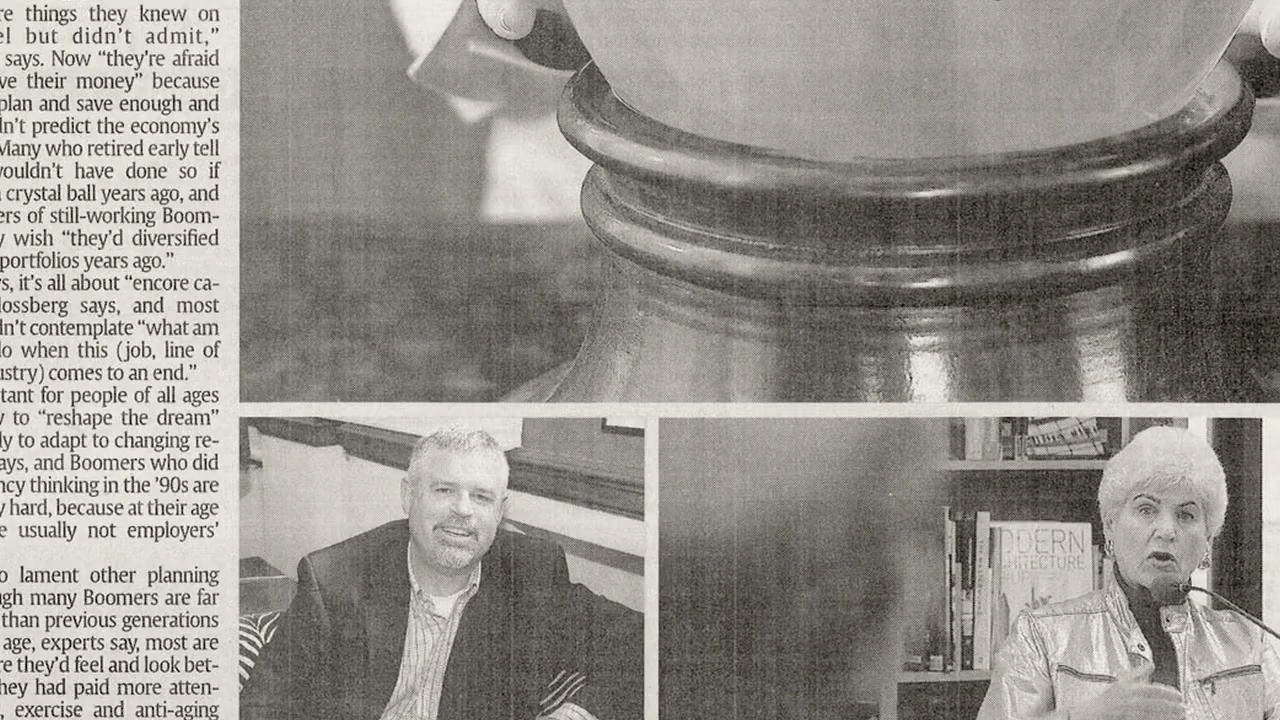 re things they knew on
el but didn't admit,”
says. Now “they're afraid
ve their money” because
plan and save enough and
dn't predict the economy's
Many who retired early tell
wouldn't have done so if
crystal ball years ago, and
ers of still-working Boom-
y wish “they'd diversified
portfolios years ago.”
rs, it's all about “encore ca-
lossberg says, and most
dn't contemplate “what am
do when this (job, line of
ustry) comes to an end.”
tant for people of all ages
y to “reshape the dream”
ly to adapt to changing re-
ays, and Boomers who did
ncy thinking in the '90s are
y hard, because at their age
e usually not employers'
o lament other planning
ugh many Boomers are far
than previous generations
age, experts say, most are
re they'd feel and look bet-
hey had paid more atten-
, exercise and anti-aging
ODERN
CHITECTURE